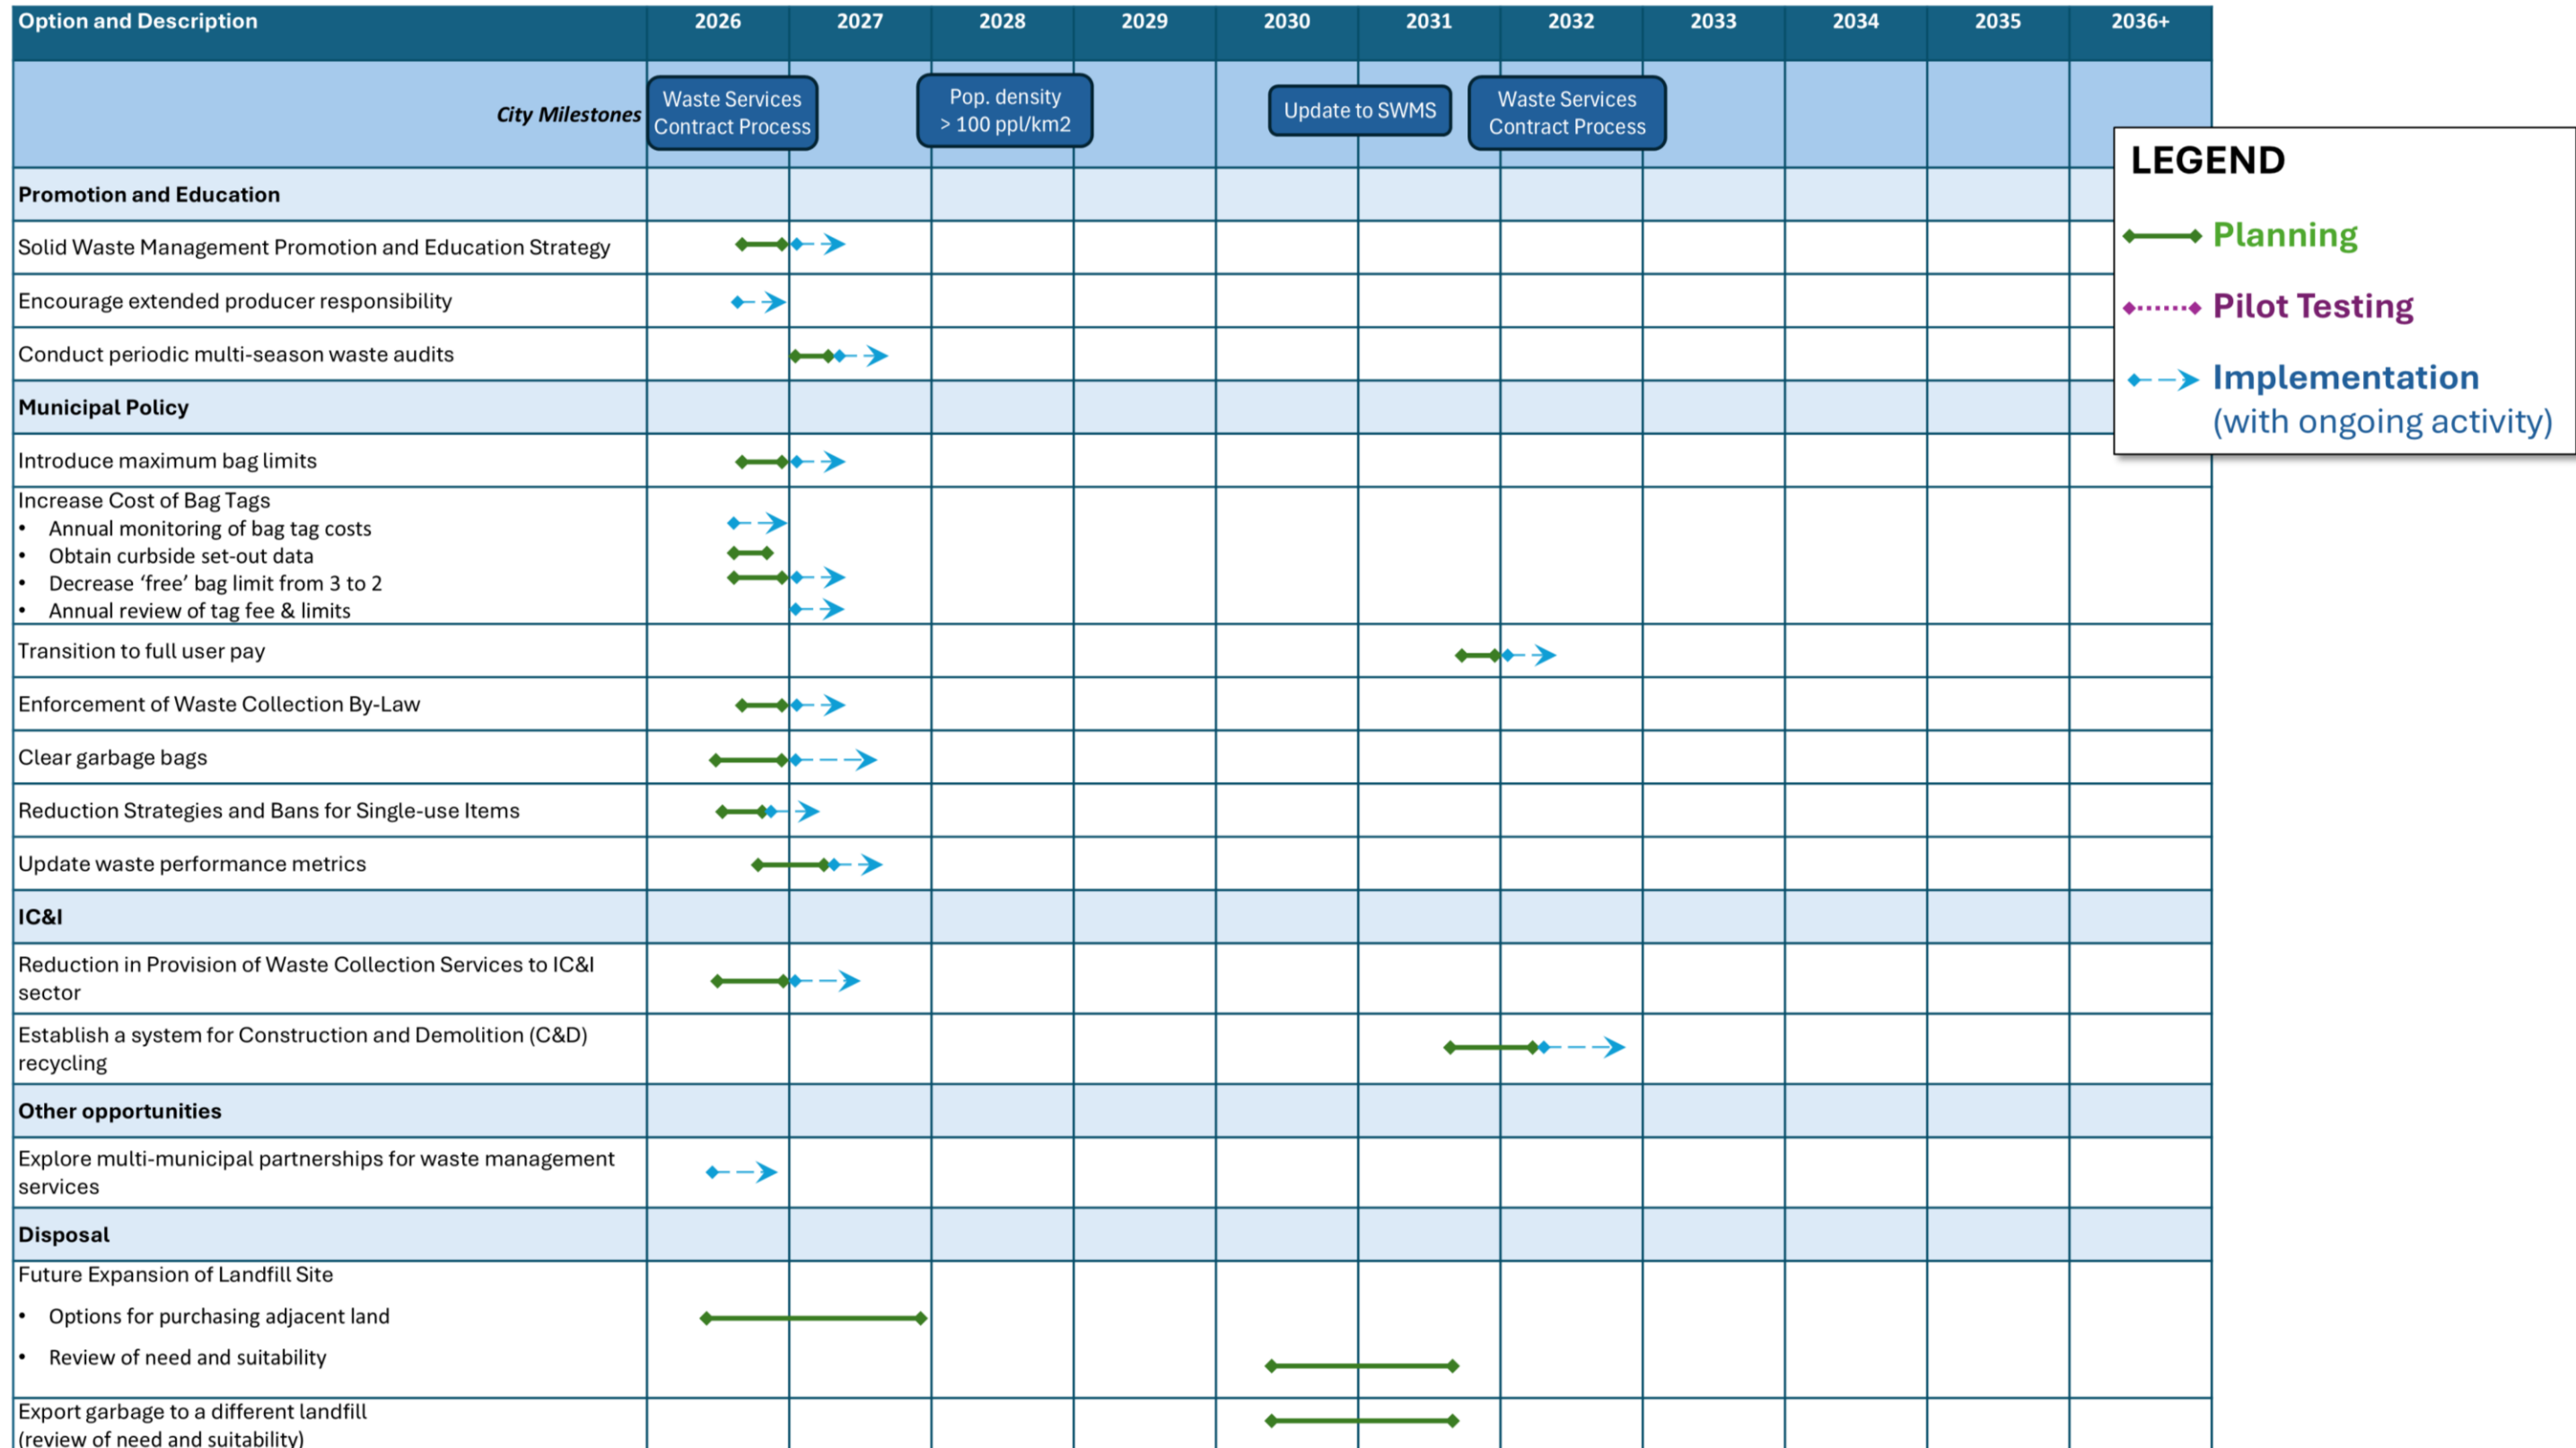 Option and Description 2026 2027 2028 2029 2030 2031 2032 2033 2034 2035 2036+
City Milestones
Waste Services
Contract Process
Pop. density
> 100 ppl/km2
Update to SWMS
Waste Services
Contract Process
LEGEND
Planning
Pilot Testing
Implementation
(with ongoing activity)
Promotion and Education
Solid Waste Management Promotion and Education Strategy
Encourage extended producer responsibility
Conduct periodic multi-season waste audits
Municipal Policy
Introduce maximum bag limits
Increase Cost of Bag Tags
• Annual monitoring of bag tag costs
• Obtain curbside set-out data
• Decrease ‘free’ bag limit from 3 to 2
• Annual review of tag fee & limits
Transition to full user pay
Enforcement of Waste Collection By-Law
Clear garbage bags
Reduction Strategies and Bans for Single-use Items
Update waste performance metrics
IC&I
Reduction in Provision of Waste Collection Services to IC&I
sector
Establish a system for Construction and Demolition (C&D)
recycling
Other opportunities
Explore multi-municipal partnerships for waste management
services
Disposal
Future Expansion of Landfill Site
• Options for purchasing adjacent land
• Review of need and suitability
Export garbage to a different landfill
(review of need and suitability)